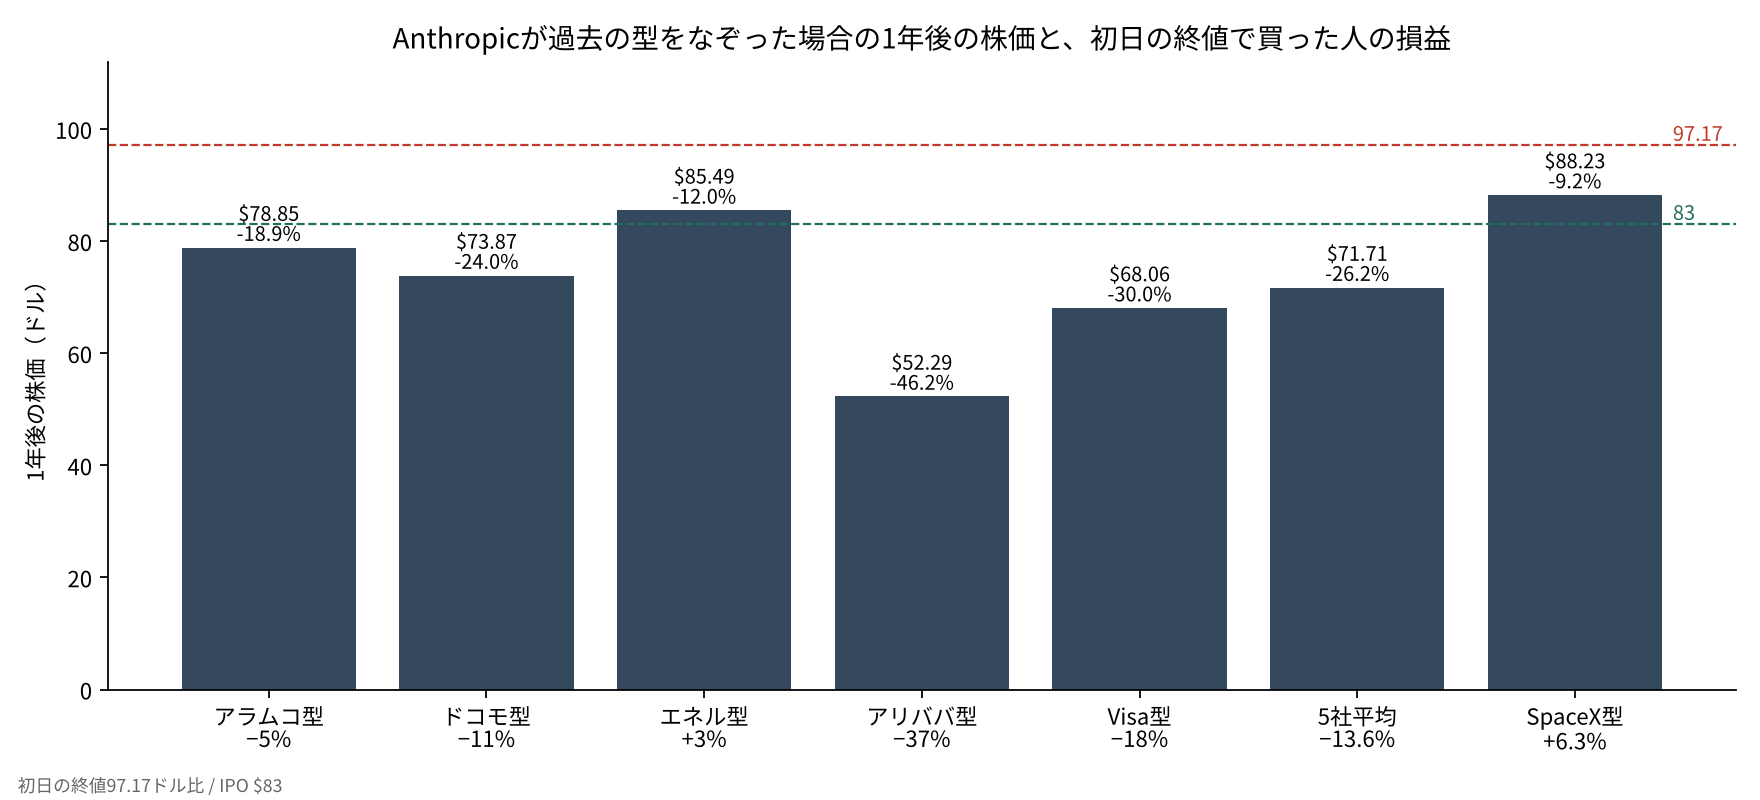 Anthropicが過去の型をなぞった場合の1年後の株価と、初日の終値で買った人の損益
1年後の株価（ドル）
100
80
60
40
20
0
97.17
83
$78.85
-18.9%
$73.87
-24.0%
$85.49
-12.0%
$52.29
-46.2%
$68.06
-30.0%
$71.71
-26.2%
$88.23
-9.2%
アラムコ型
−5%
ドコモ型
−11%
エネル型
+3%
アリババ型
−37%
Visa型
−18%
5社平均
−13.6%
SpaceX型
+6.3%
初日の終値97.17ドル比 / IPO $83